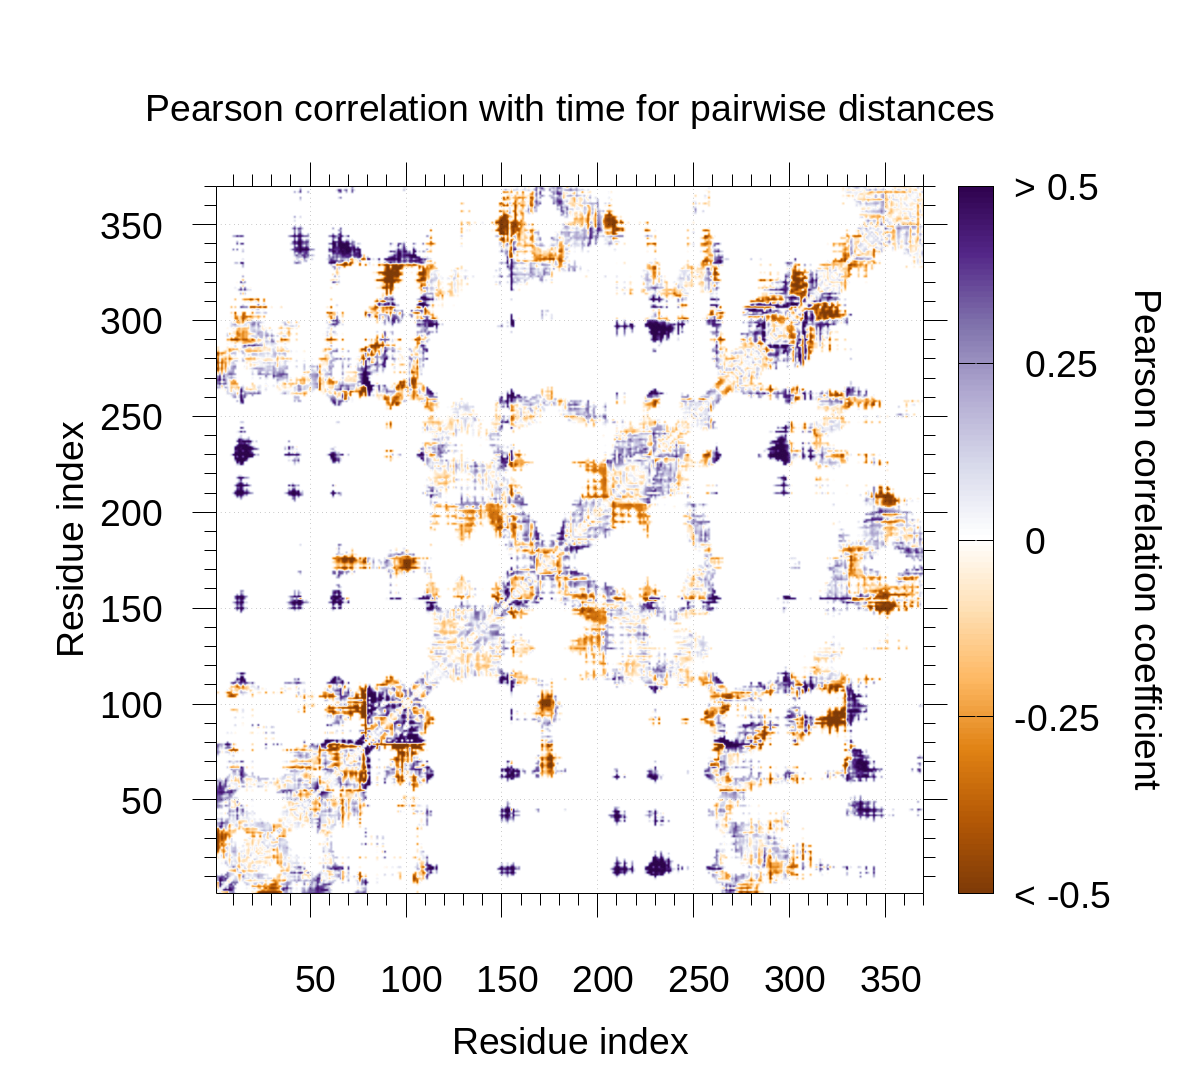 Pearson correlation with time for pairwise distances
350
300
250
200
150
100
50
Residue index
50 100 150 200 250 300 350
Residue index
> 0.5
0.25
0
-0.25
< -0.5
Pearson correlation coefficient